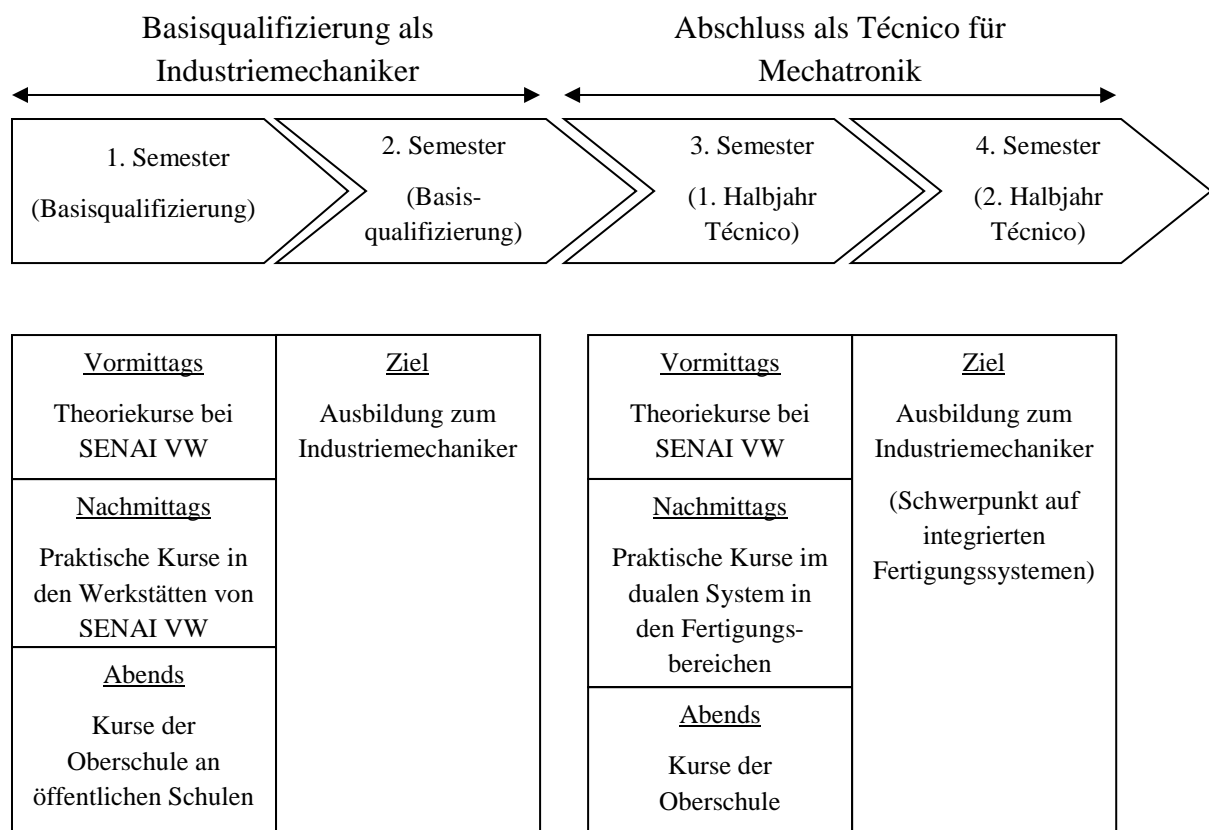 Basisqualifizierung als
Industriemechaniker
Abschluss als Técnico für
Mechatronik
1. Semester
(Basisqualifizierung)
2. Semester
(Basis-
qualifizierung)
3. Semester
(1. Halbjahr
Técnico)
4. Semester
(2. Halbjahr
Técnico)
Vormittags
Theoriekurse bei
SENAI VW
Nachmittags
Praktische Kurse in
den Werkstätten von
SENAI VW
Abends
Kurse der
Oberschule an
öffentlichen Schulen
Ziel
Ausbildung zum
Industriemechaniker
Vormittags
Theoriekurse bei
SENAI VW
Nachmittags
Praktische Kurse im
dualen System in
den Fertigungs-
bereichen
Abends
Kurse der
Oberschule
Ziel
Ausbildung zum
Industriemechaniker
(Schwerpunkt auf
integrierten
Fertigungssystemen)